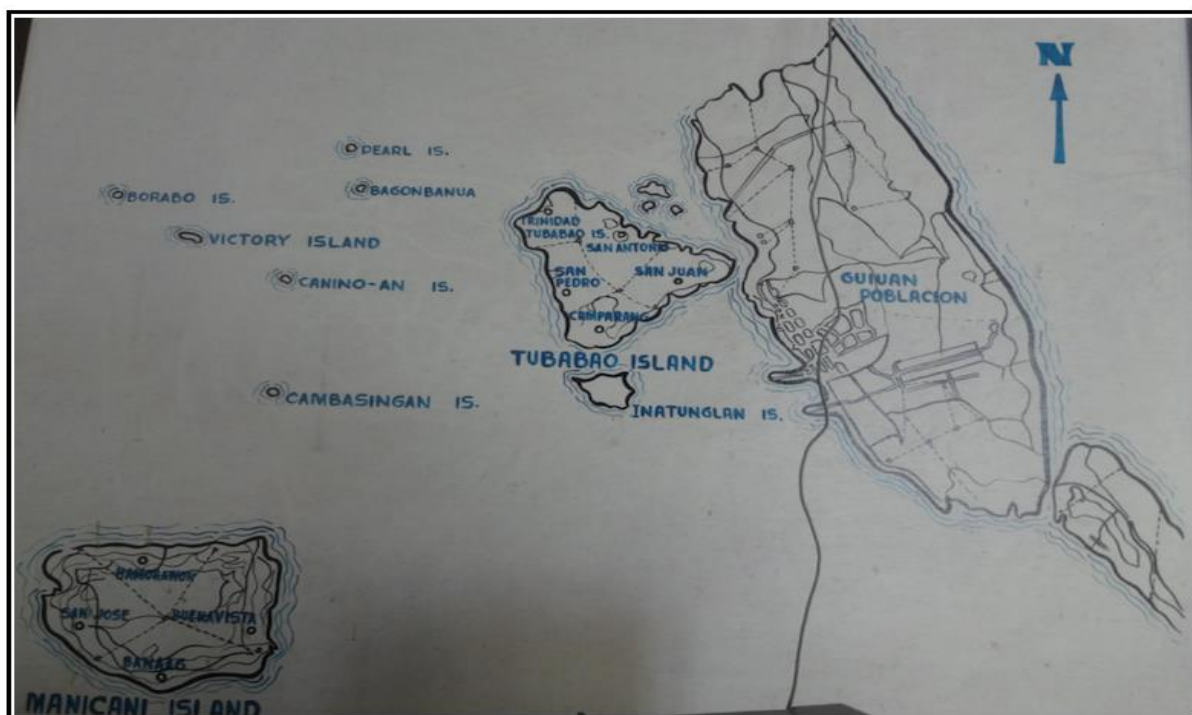 N
PEARL IS.
BAGONBANUA
BORABO IS.
VICTORY ISLAND
CANINO-AN IS.
CAMBASINGAN IS.
TRINIDAD
TUBABAO IS.
SAN ANTONIO
SAN
PEDRO
SAN JUAN
CAMPARANG
TUBABAO ISLAND
INATUNGLAN IS.
GUIUAN
POBLACION
SAN JOSE
BUENAVISTA
BANAAG
MANICANI ISLAND